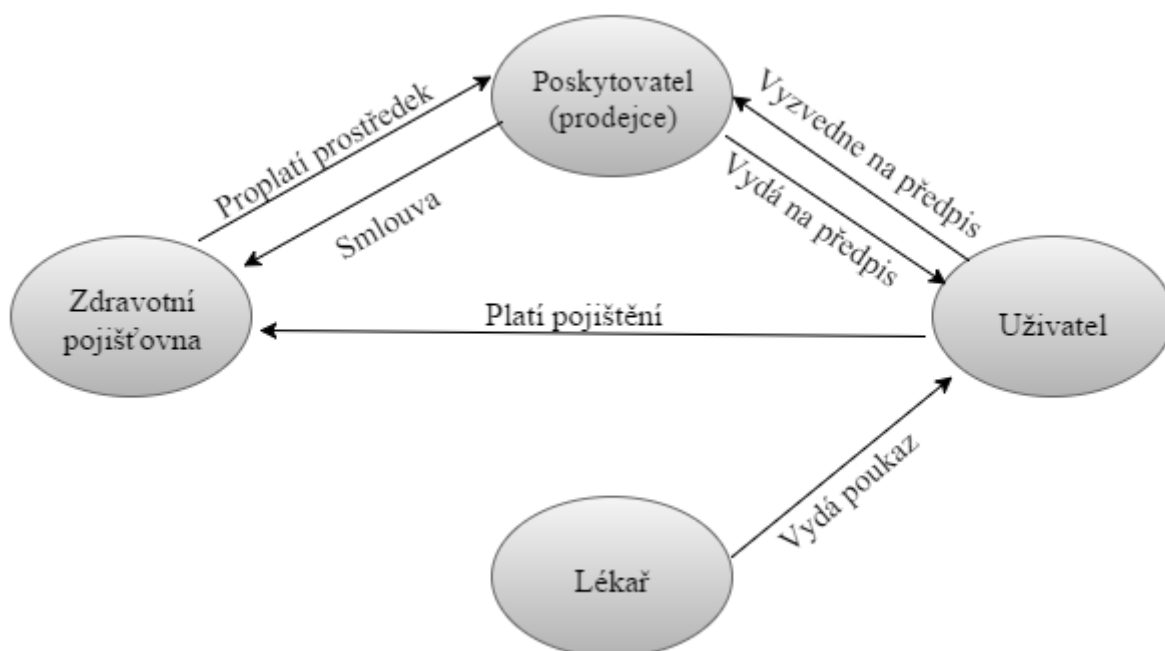 Poskytovatel
(prodejce)
Proplatí prostředek
Smlouva
Vyzvedne na předpis
Vydá na předpis
Zdravotní
pojišťovna
Platí pojištění
Uživatel
Vydá poukaz
Lékař